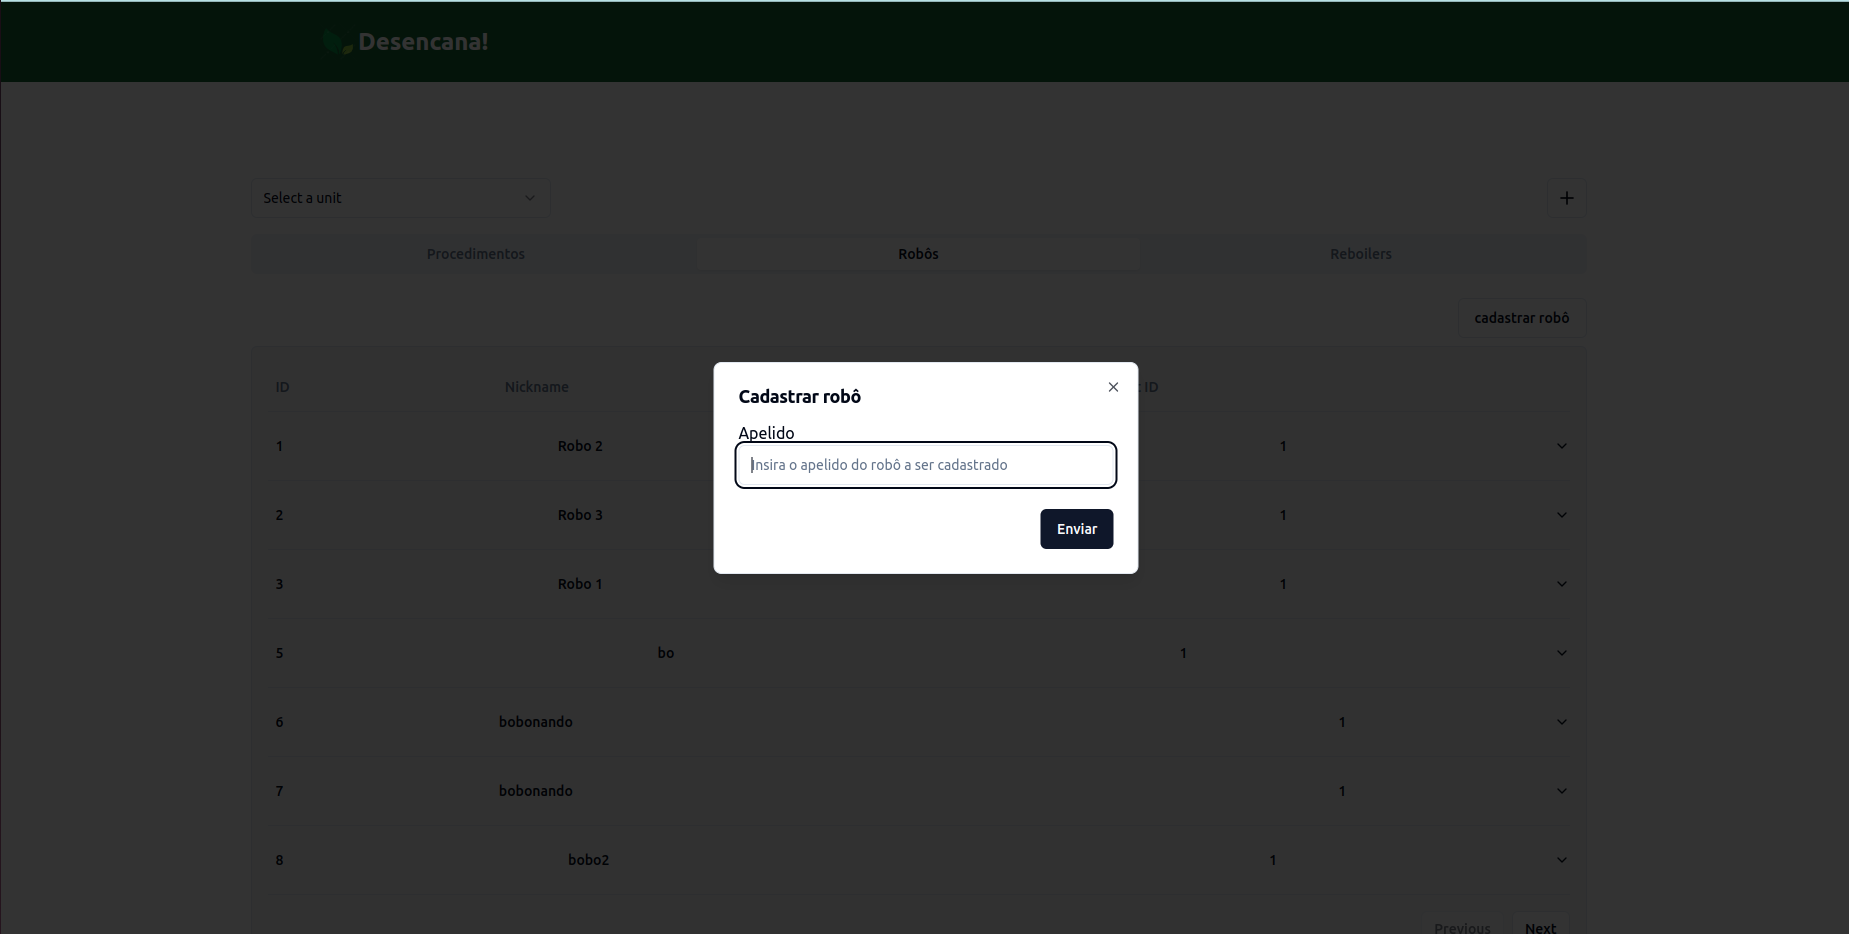 Desencana!
Select a unit
Procedimentos Robôs Reboilers
cadastrar robô
ID Nickname ID
Cadastrar robô
Apelido
Insira o apelido do robô a ser cadastrado
Enviar
1 Robo 2 1
2 Robo 3 1
3 Robo 1 1
5 bo 1
6 bobonando 1
7 bobonando 1
8 bobo2 1
Previous Next